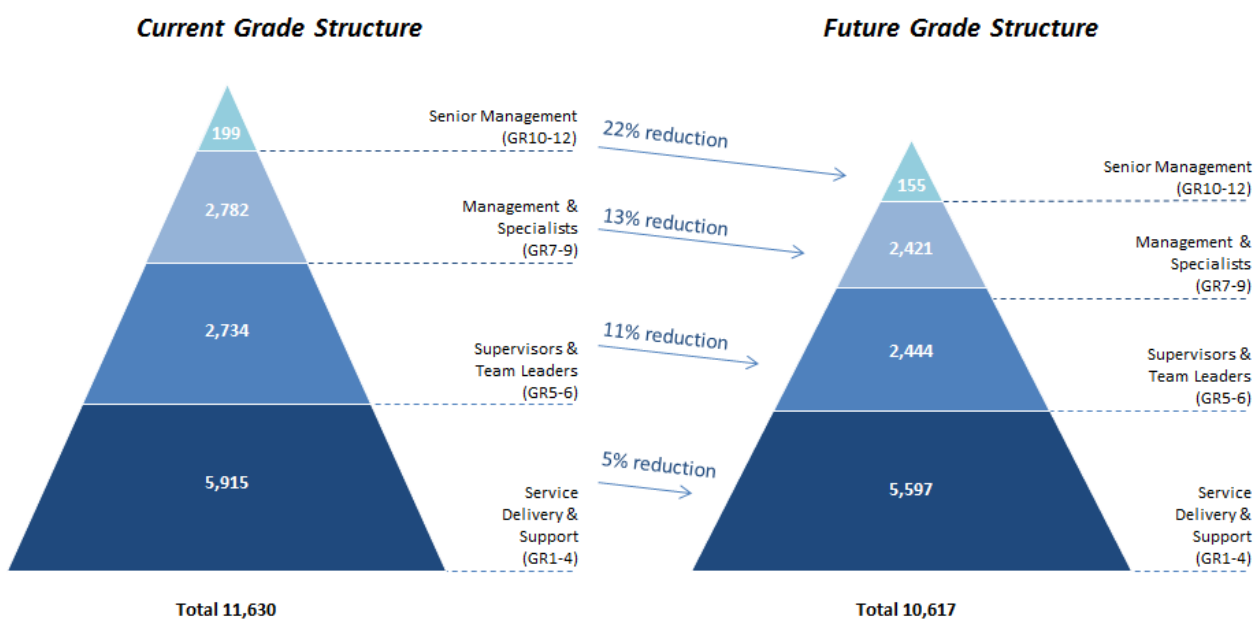 Current Grade Structure
Future Grade Structure
199
Senior Management
(GR10-12)
22% reduction
155
Senior Management
(GR10-12)
2,782
Management &
Specialists
(GR7-9)
13% reduction
2,421
Management &
Specialists
(GR7-9)
2,734
Supervisors &
Team Leaders
(GR5-6)
11% reduction
2,444
Supervisors &
Team Leaders
(GR5-6)
5,915
Service
Delivery &
Support
(GR1-4)
5% reduction
5,597
Service
Delivery &
Support
(GR1-4)
Total 11,630
Total 10,617